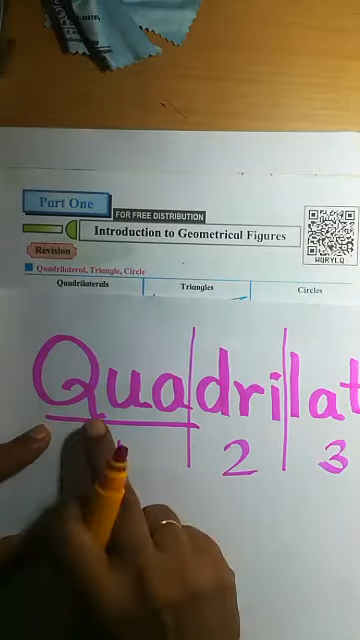 Part One
FOR FREE DISTRIBUTION
Introduction to Geometrical Figures
WQRYLQ
Revision
Quadrilateral, Triangle, Circle
Quadrilaterals Triangles Circles
Quadrilat
2 3